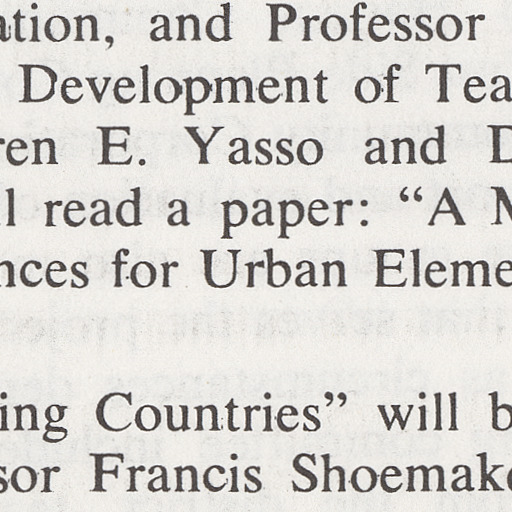 ation, and Professor
Development of Tea
ren E. Yasso and D
ll read a paper: “A M
nces for Urban Eleme
ing Countries” will b
sor Francis Shoemake